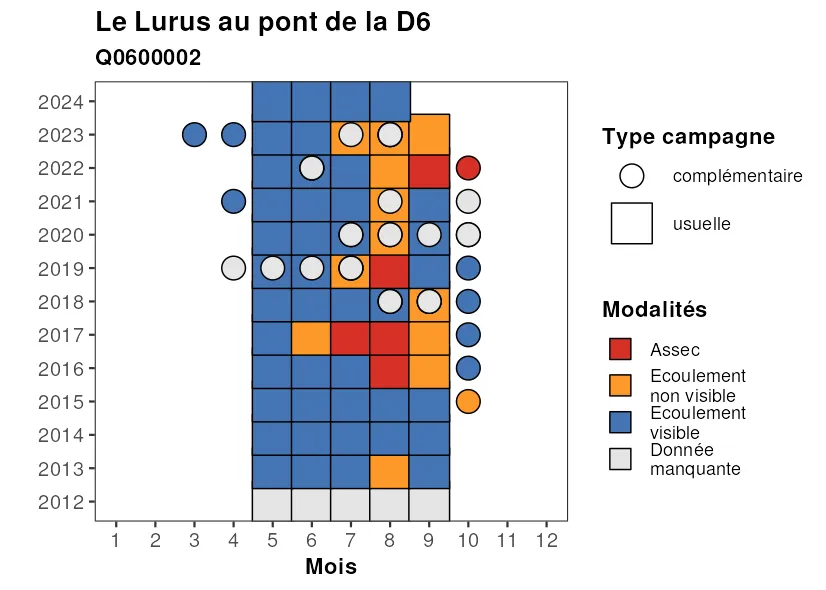 Le Lurus au pont de la D6
Q0600002
2024
2023
2022
2021
2020
2019
2018
2017
2016
2015
2014
2013
2012
1 2 3 4 5 6 7 8 9 10 11 12
Mois
Type campagne
complémentaire
usuelle
Modalités
Assec
Ecoulement
non visible
Ecoulement
visible
Donnée
manquante